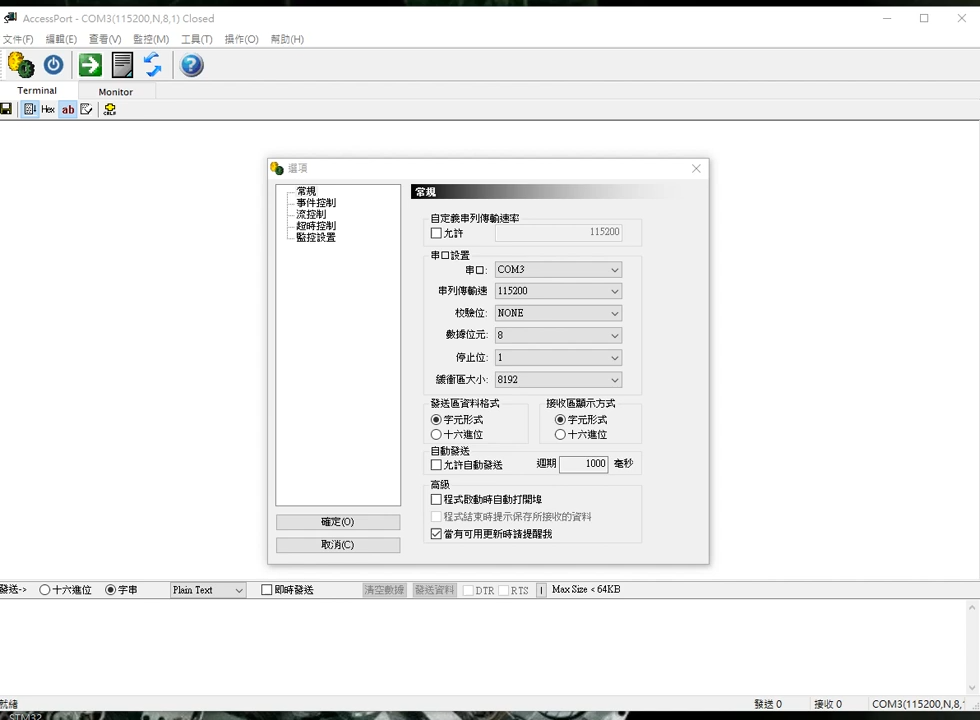 AccessPort - COM3(115200,N,8,1) Closed
文件(F) 編輯(E) 查看(V) 監控(M) 工具(T) 操作(O) 幫助(H)
Terminal Monitor
Hex ab
選項
常規
事件控制
流控制
超時控制
監控設置
確定(O)
取消(C)
常規
自定義串列傳輸速率
允許 115200
串口設置
串口: COM3
串列傳輸速 115200
校驗位: NONE
數據位元: 8
停止位: 1
緩衝區大小: 8192
發送區資料格式
字元形式
十六進位
接收區顯示方式
字元形式
十六進位
自動發送
允許自動發送 週期 1000 毫秒
高級
程式啟動時自動打開埠
程式結束時提示保存所接收的資料
當有可用更新時請提醒我
發送-> 十六進位 字串 Plain Text 即時發送 清空數據 發送資料 DTR RTS Max Size < 64KB
就緒 發送 0 接收 0 COM3(115200,N,8,
STM32